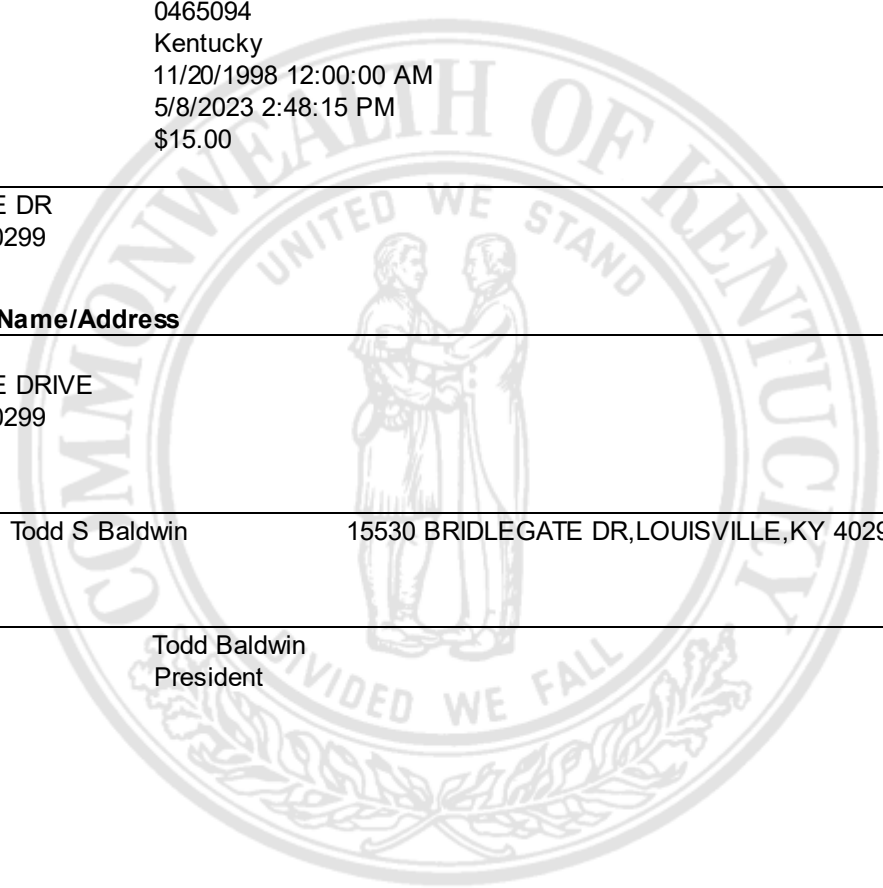 0465094
Kentucky
11/20/1998 12:00:00 AM
5/8/2023 2:48:15 PM
$15.00
E DR
0299
Name/Address
E DRIVE
0299
Todd S Baldwin 15530 BRIDLEGATE DR,LOUISVILLE,KY 4029
Todd Baldwin
President
COMMONWEALTH OF KENTUCKY
UNITED WE STAND
DIVIDED WE FALL